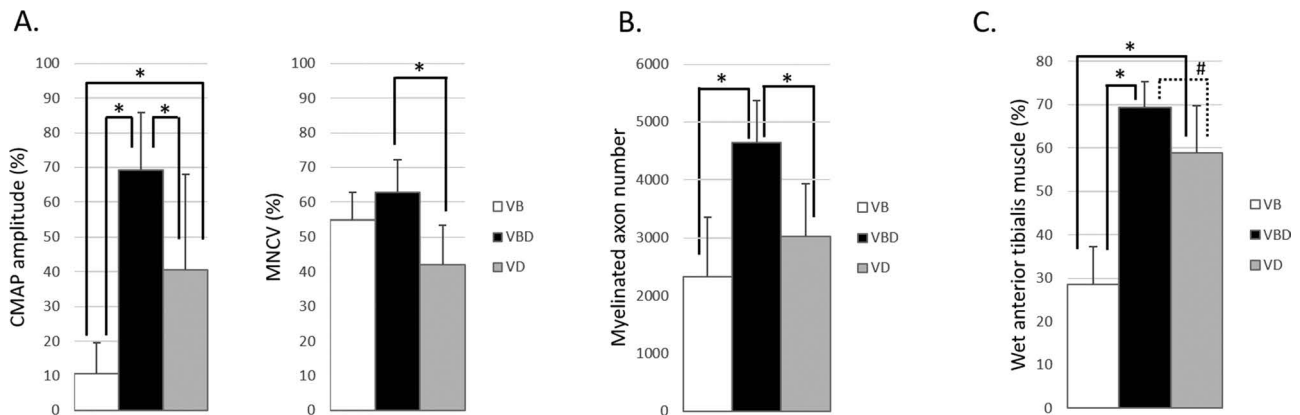 A.
CMAP amplitude (%)
100
90
80
70
60
50
40
30
20
10
0
*
*
*
MNCV (%)
100
90
80
70
60
50
40
30
20
10
0
*
VB
VBD
VD
B.
Myelinated axon number
6000
5000
4000
3000
2000
1000
0
*
*
VB
VBD
VD
C.
Wet anterior tibialis muscle (%)
80
70
60
50
40
30
20
10
0
*
*
#
VB
VBD
VD